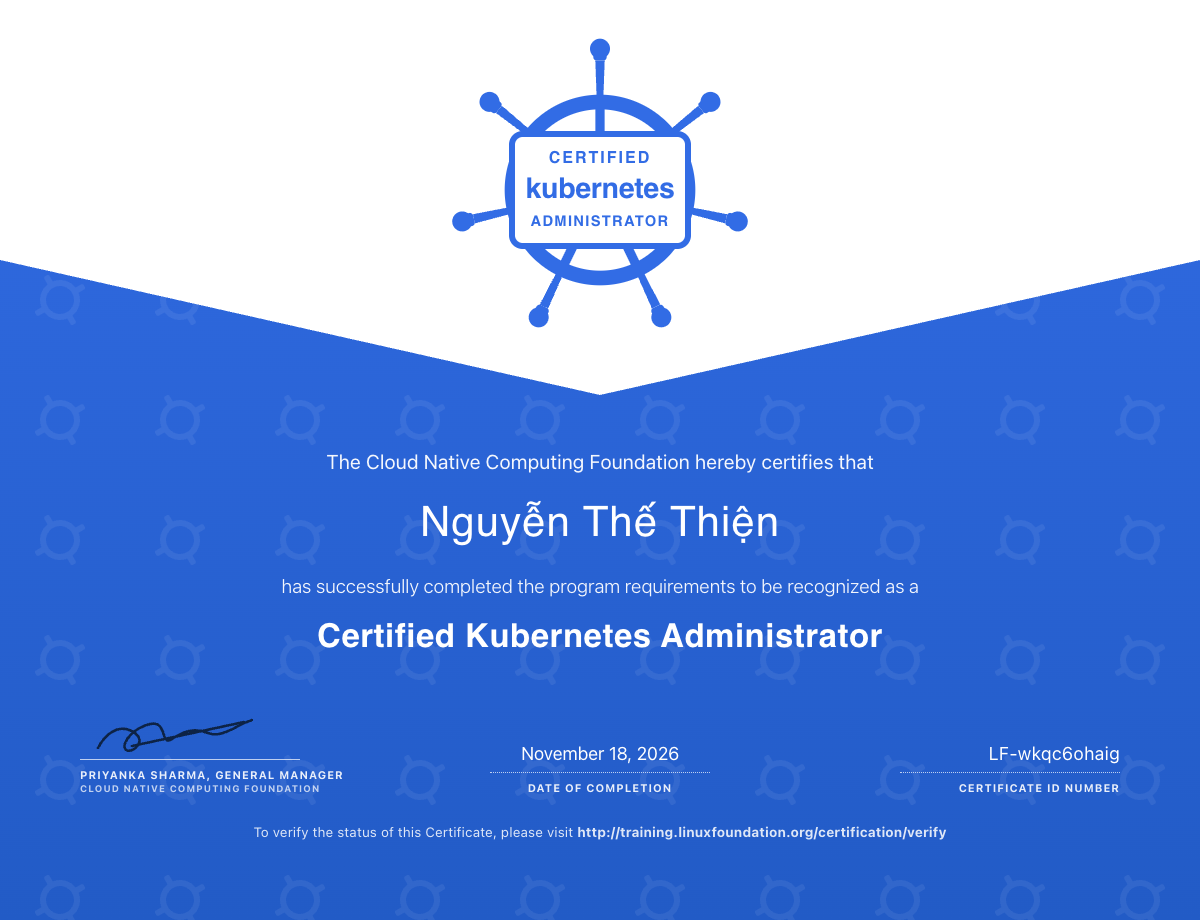 CERTIFIED
kubernetes
ADMINISTRATOR
The Cloud Native Computing Foundation hereby certifies that
Nguyễn Thế Thiện
has successfully completed the program requirements to be recognized as a
Certified Kubernetes Administrator
November 18, 2026
LF-wkqc6ohaig
PRIYANKA SHARMA, GENERAL MANAGER
CLOUD NATIVE COMPUTING FOUNDATION
DATE OF COMPLETION
CERTIFICATE ID NUMBER
To verify the status of this Certificate, please visit http://training.linuxfoundation.org/certification/verify